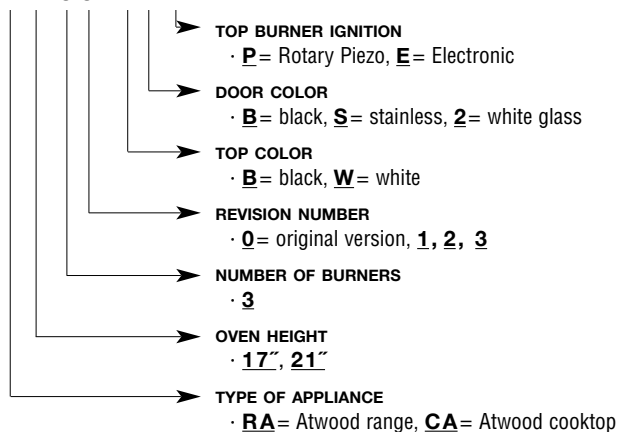 TOP BURNER IGNITION
· P= Rotary Piezo, E= Electronic
DOOR COLOR
· B= black, S= stainless, 2= white glass
TOP COLOR
· B= black, W= white
REVISION NUMBER
· 0= original version, 1, 2, 3
NUMBER OF BURNERS
· 3
OVEN HEIGHT
· 17˝, 21˝
TYPE OF APPLIANCE
· RA= Atwood range, CA= Atwood cooktop